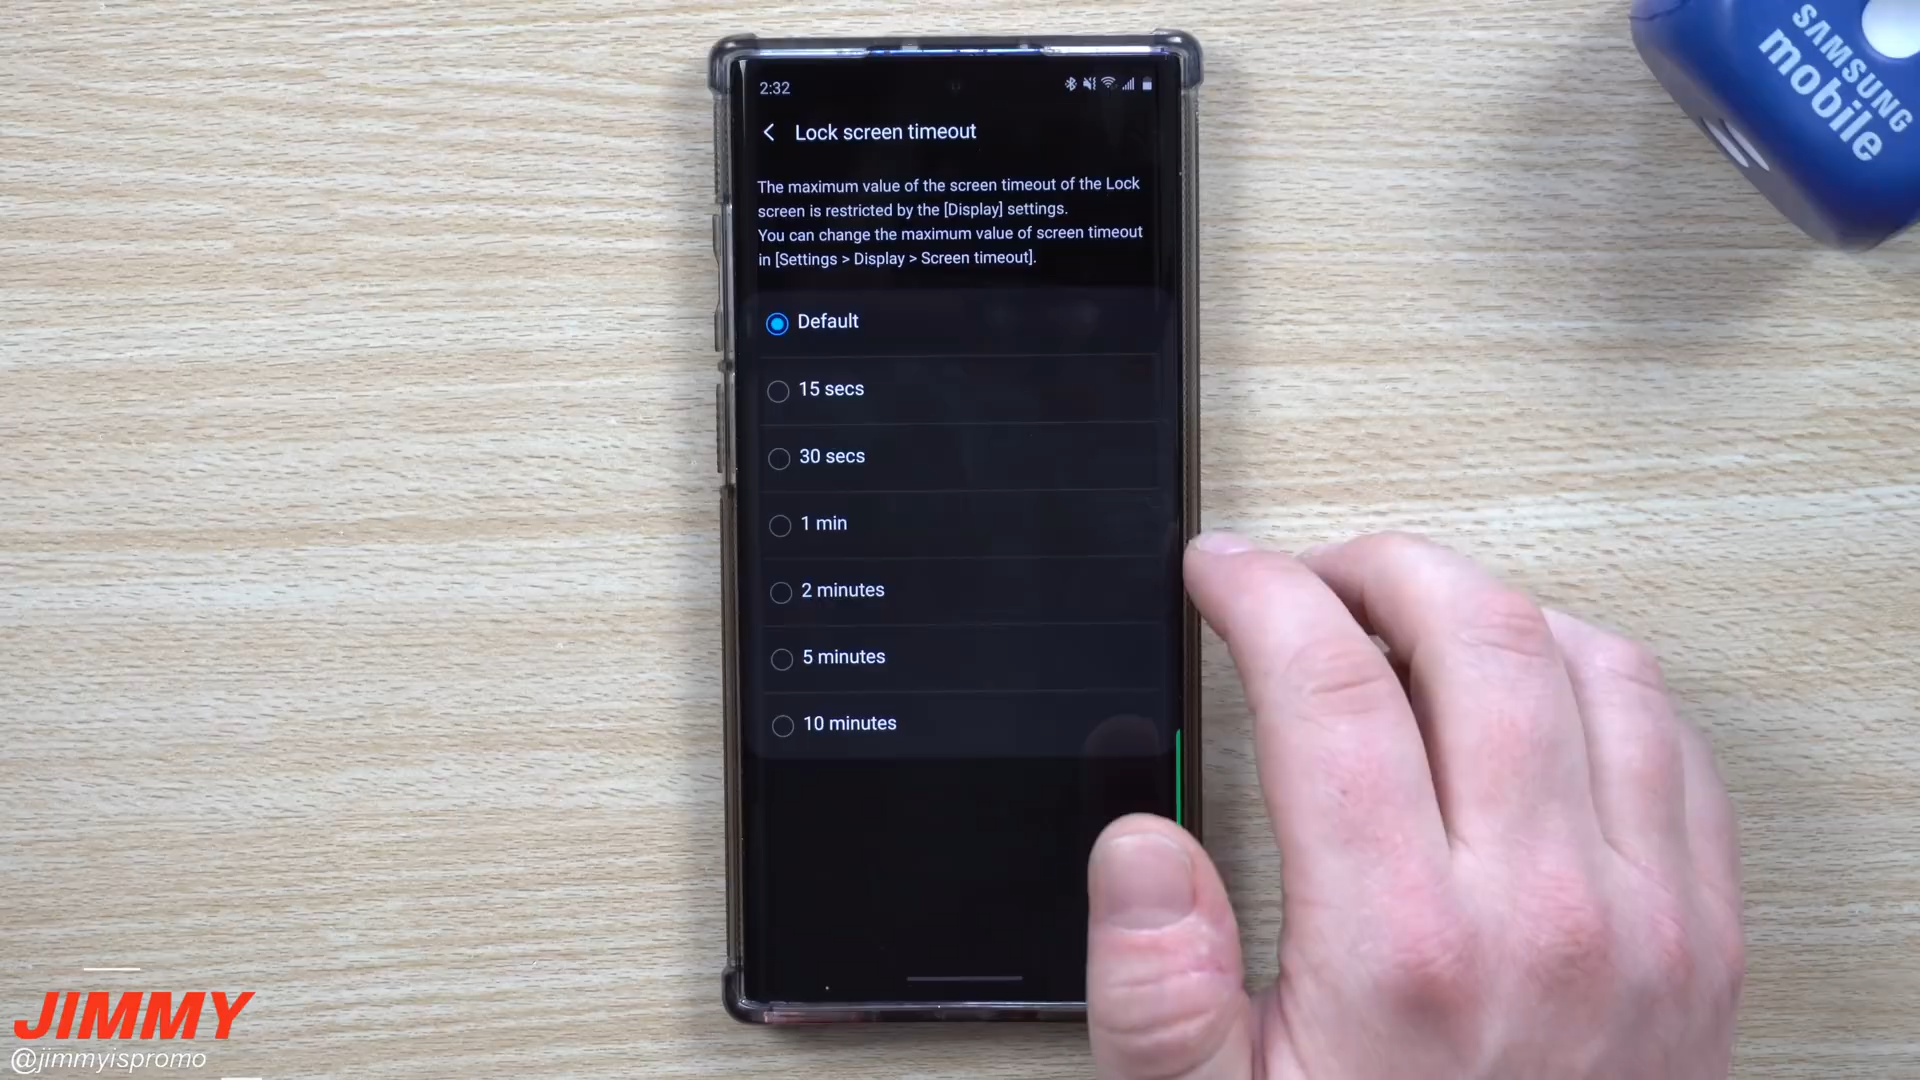 SAMSUNG
mobile
2:32
Lock screen timeout
The maximum value of the screen timeout of the Lock
screen is restricted by the [Display] settings.
You can change the maximum value of screen timeout
in [Settings > Display > Screen timeout].
Default
15 secs
30 secs
1 min
2 minutes
5 minutes
10 minutes
JIMMY
@jimmyispromo